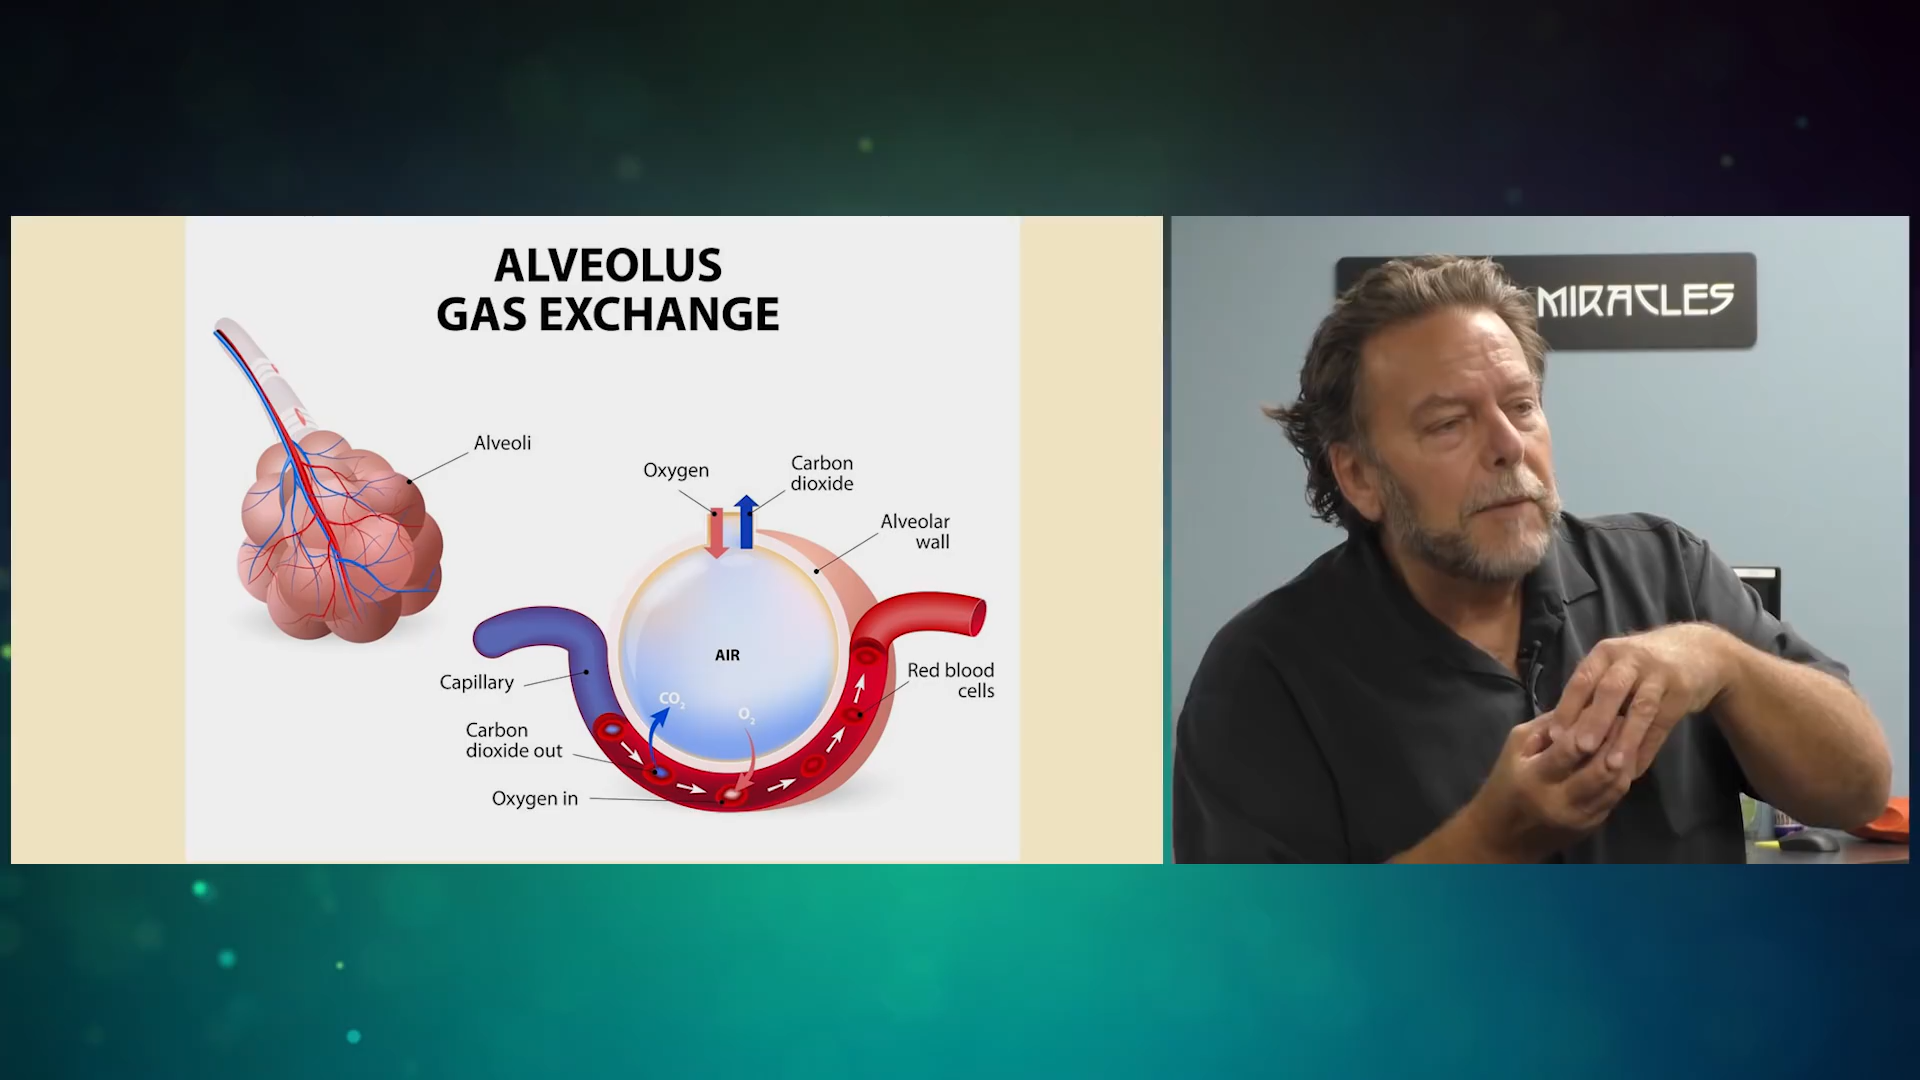 ALVEOLUS
GAS EXCHANGE
Alveoli
Oxygen
Carbon
dioxide
Alveolar
wall
AIR
CO2
O2
Capillary
Red blood
cells
Carbon
dioxide out
Oxygen in
MIRACLES